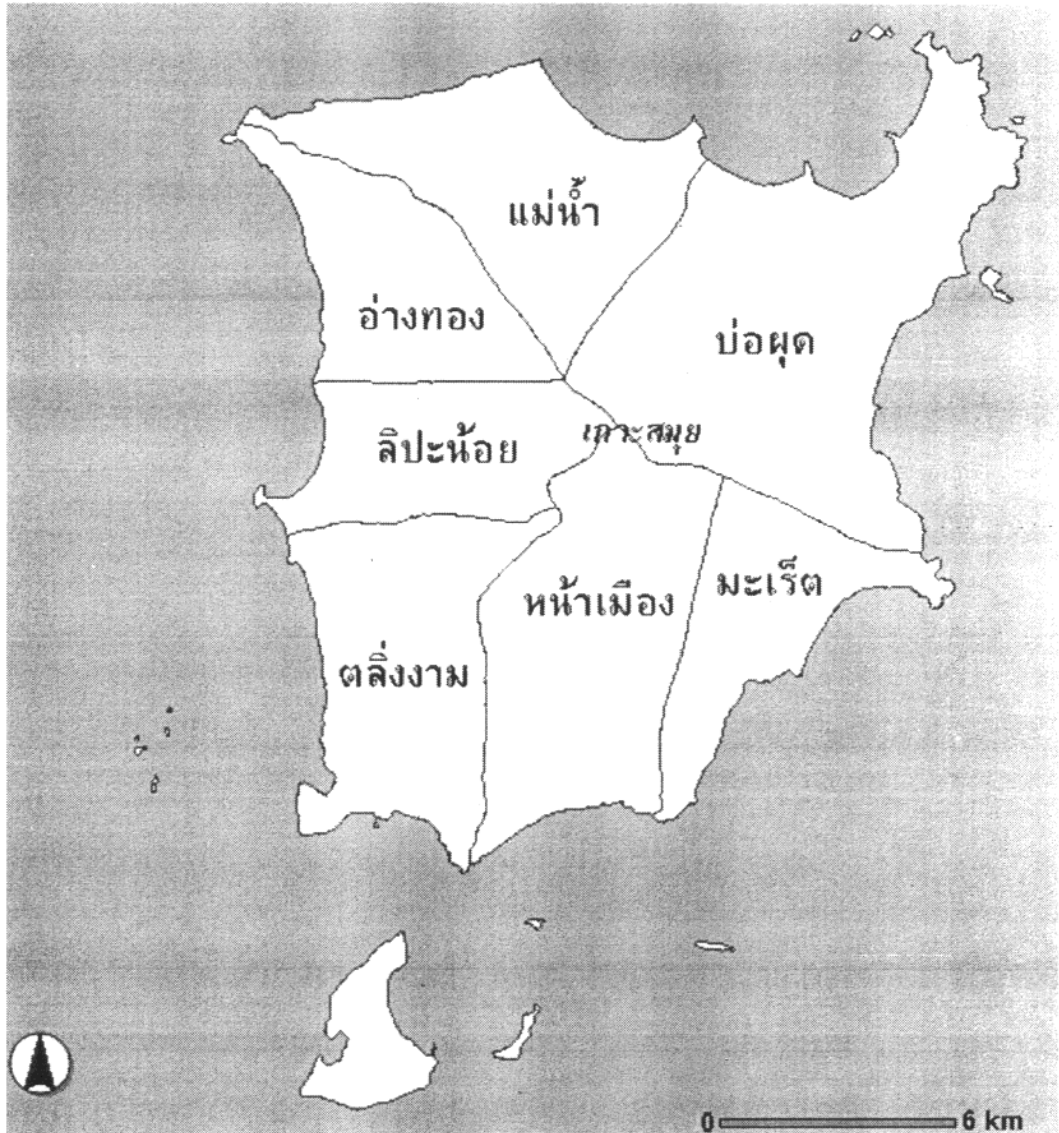 แม่น้ำ
อ่างทอง
บ่อผุด
เกาะสมุย
ลิปะน้อย
มะเร็ต
หน้าเมือง
ตลิ่งงาม
0 6 km